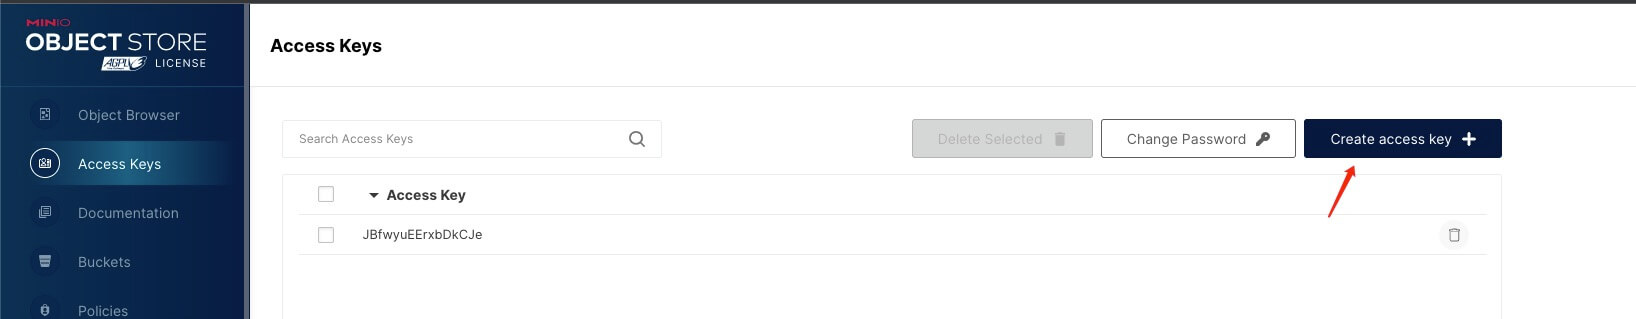 MINIO
OBJECT STORE
AGPL LICENSE
Access Keys
Object Browser
Access Keys
Documentation
Buckets
Policies
Search Access Keys
Delete Selected
Change Password
Create access key
Access Key
JBfwyuEErxbDkCJe